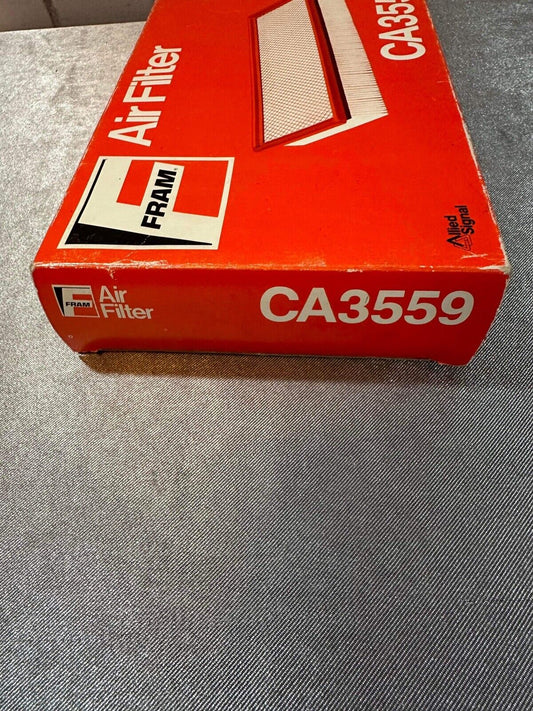 CA355
Air Filter
FRAM
Allied
Signal
FRAM
Air
Filter
CA3559